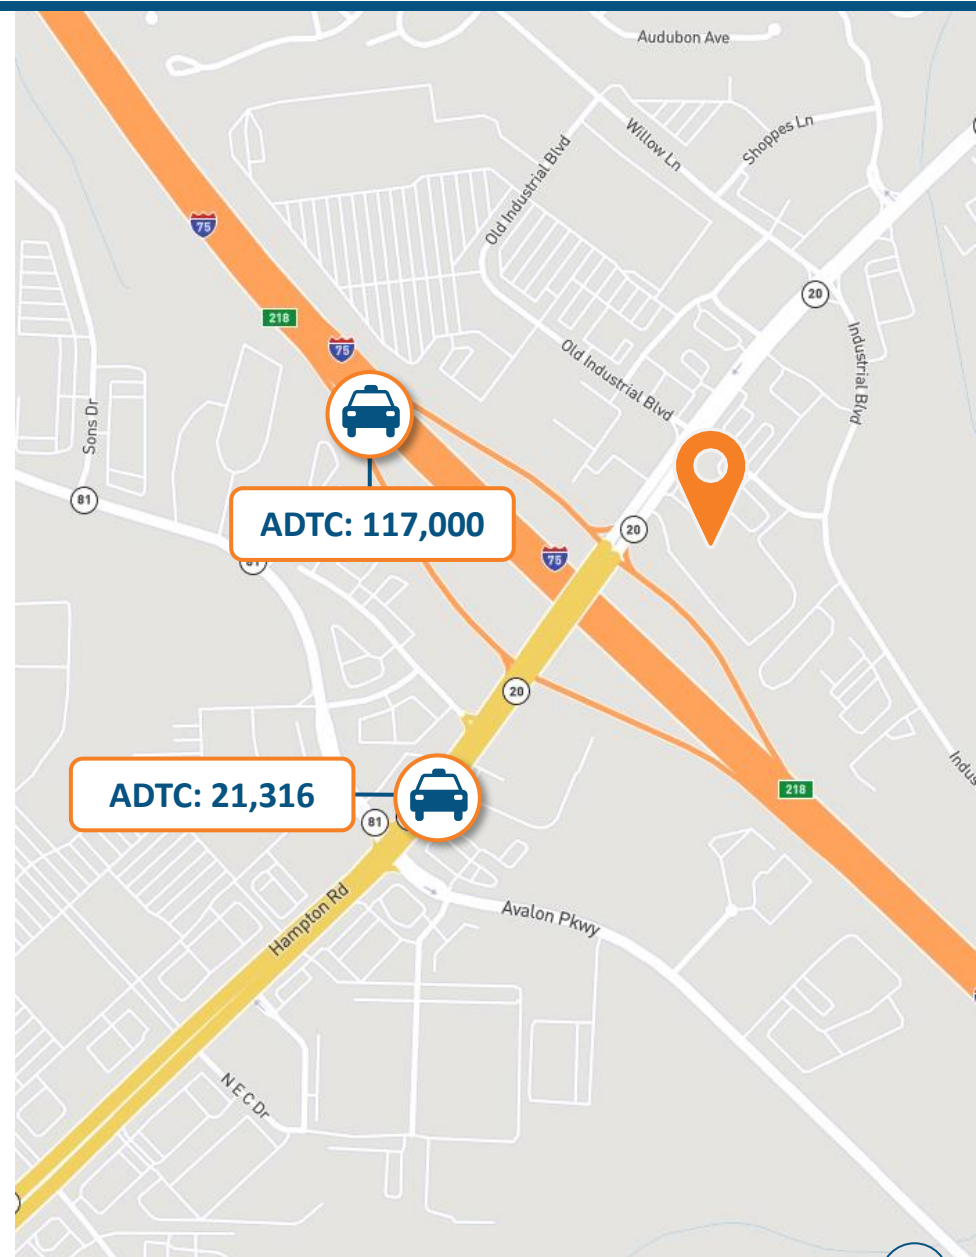 Audubon Ave
Willow Ln
Shoppes Ln
Old Industrial Blvd
75
20
218
75
Old Industrial Blvd
Industrial Blvd
Sons Dr
81
ADTC: 117,000
20
75
20
Indus
218
ADTC: 21,316
81
Hampton Rd
Avalon Pkwy
N E C Dr